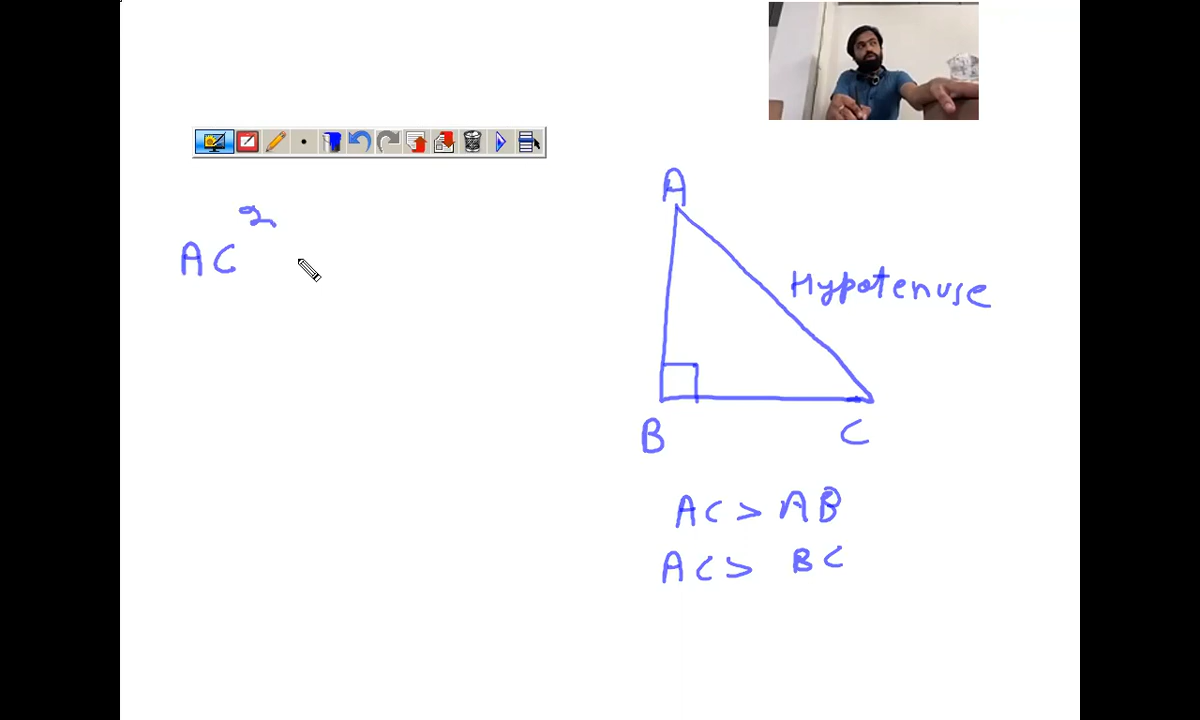 AC²
A
Hypotenuse
B C
AC > AB
AC > BC